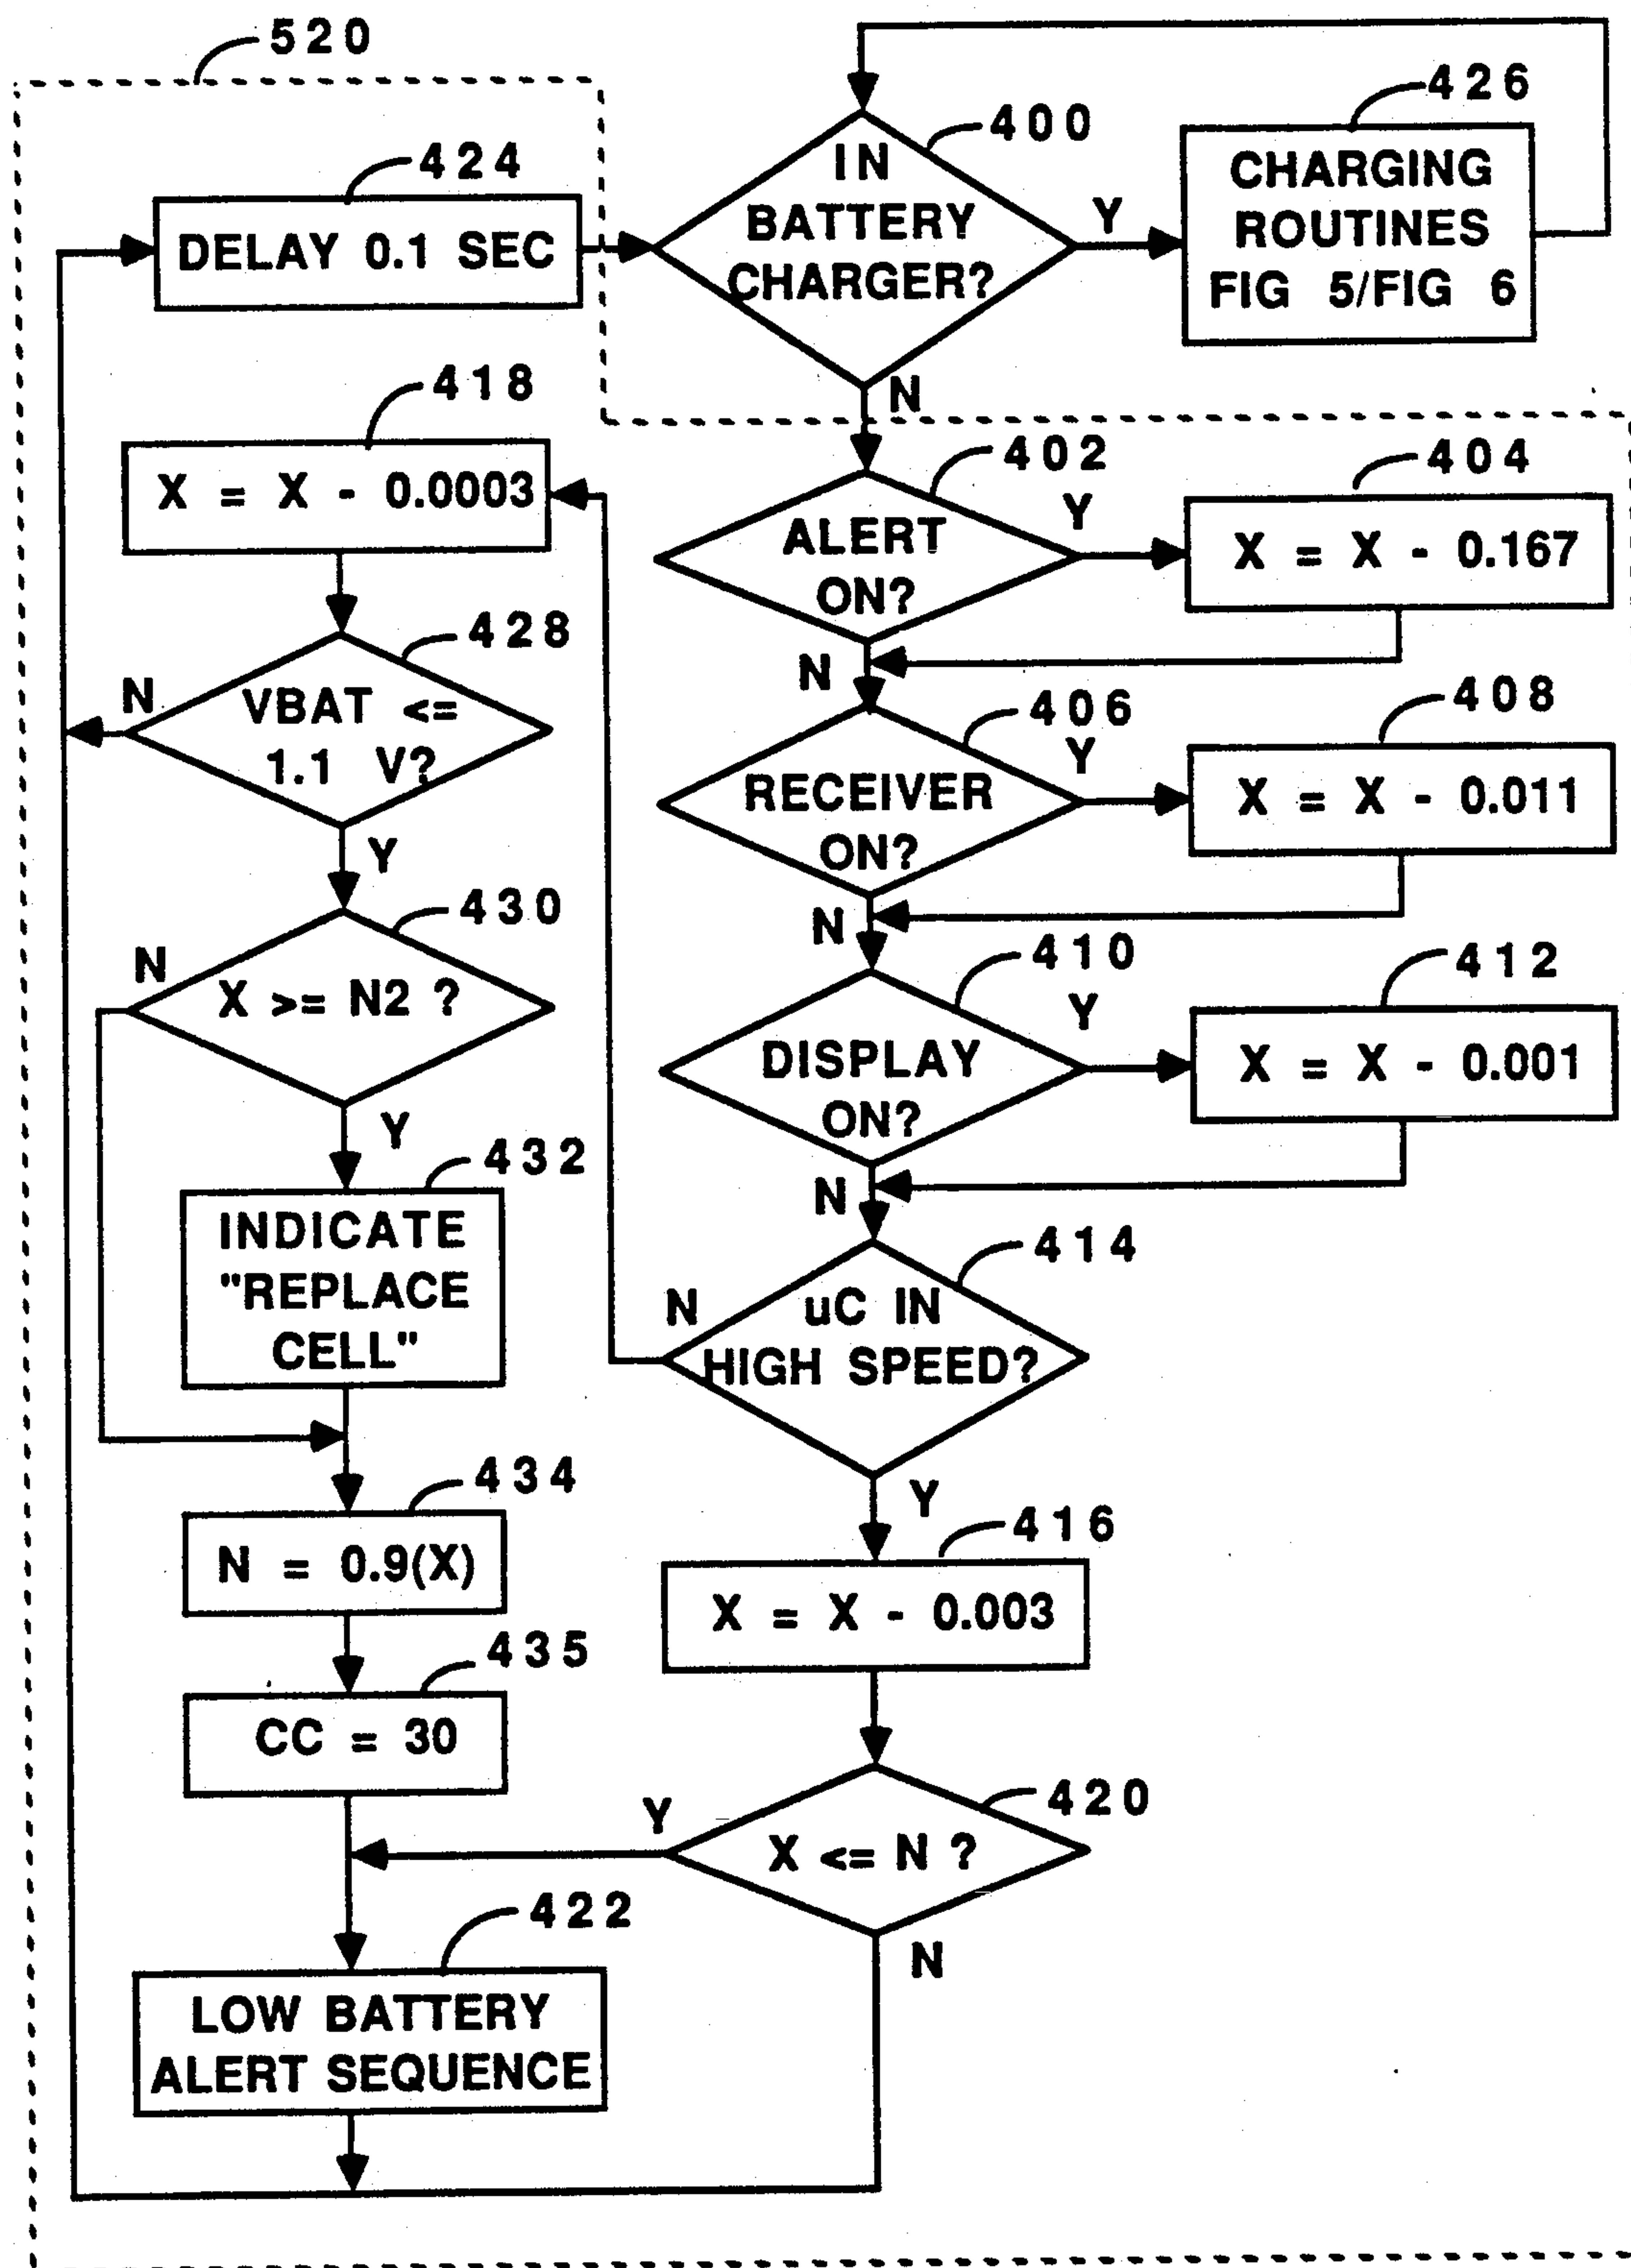 520
426
400
IN
BATTERY
CHARGER?
Y
CHARGING
ROUTINES
FIG 5/FIG 6
424
DELAY 0.1 SEC
N
418
X = X - 0.0003
402
ALERT
ON?
Y
404
X = X - 0.167
N
428
VBAT <=
1.1 V?
N
Y
406
RECEIVER
ON?
Y
408
X = X - 0.011
N
430
X >= N2 ?
N
Y
410
DISPLAY
ON?
Y
412
X = X - 0.001
N
432
INDICATE
"REPLACE
CELL"
414
uC IN
HIGH SPEED?
N
Y
434
N = 0.9(X)
416
X = X - 0.003
435
CC = 30
420
X <= N ?
Y
N
422
LOW BATTERY
ALERT SEQUENCE